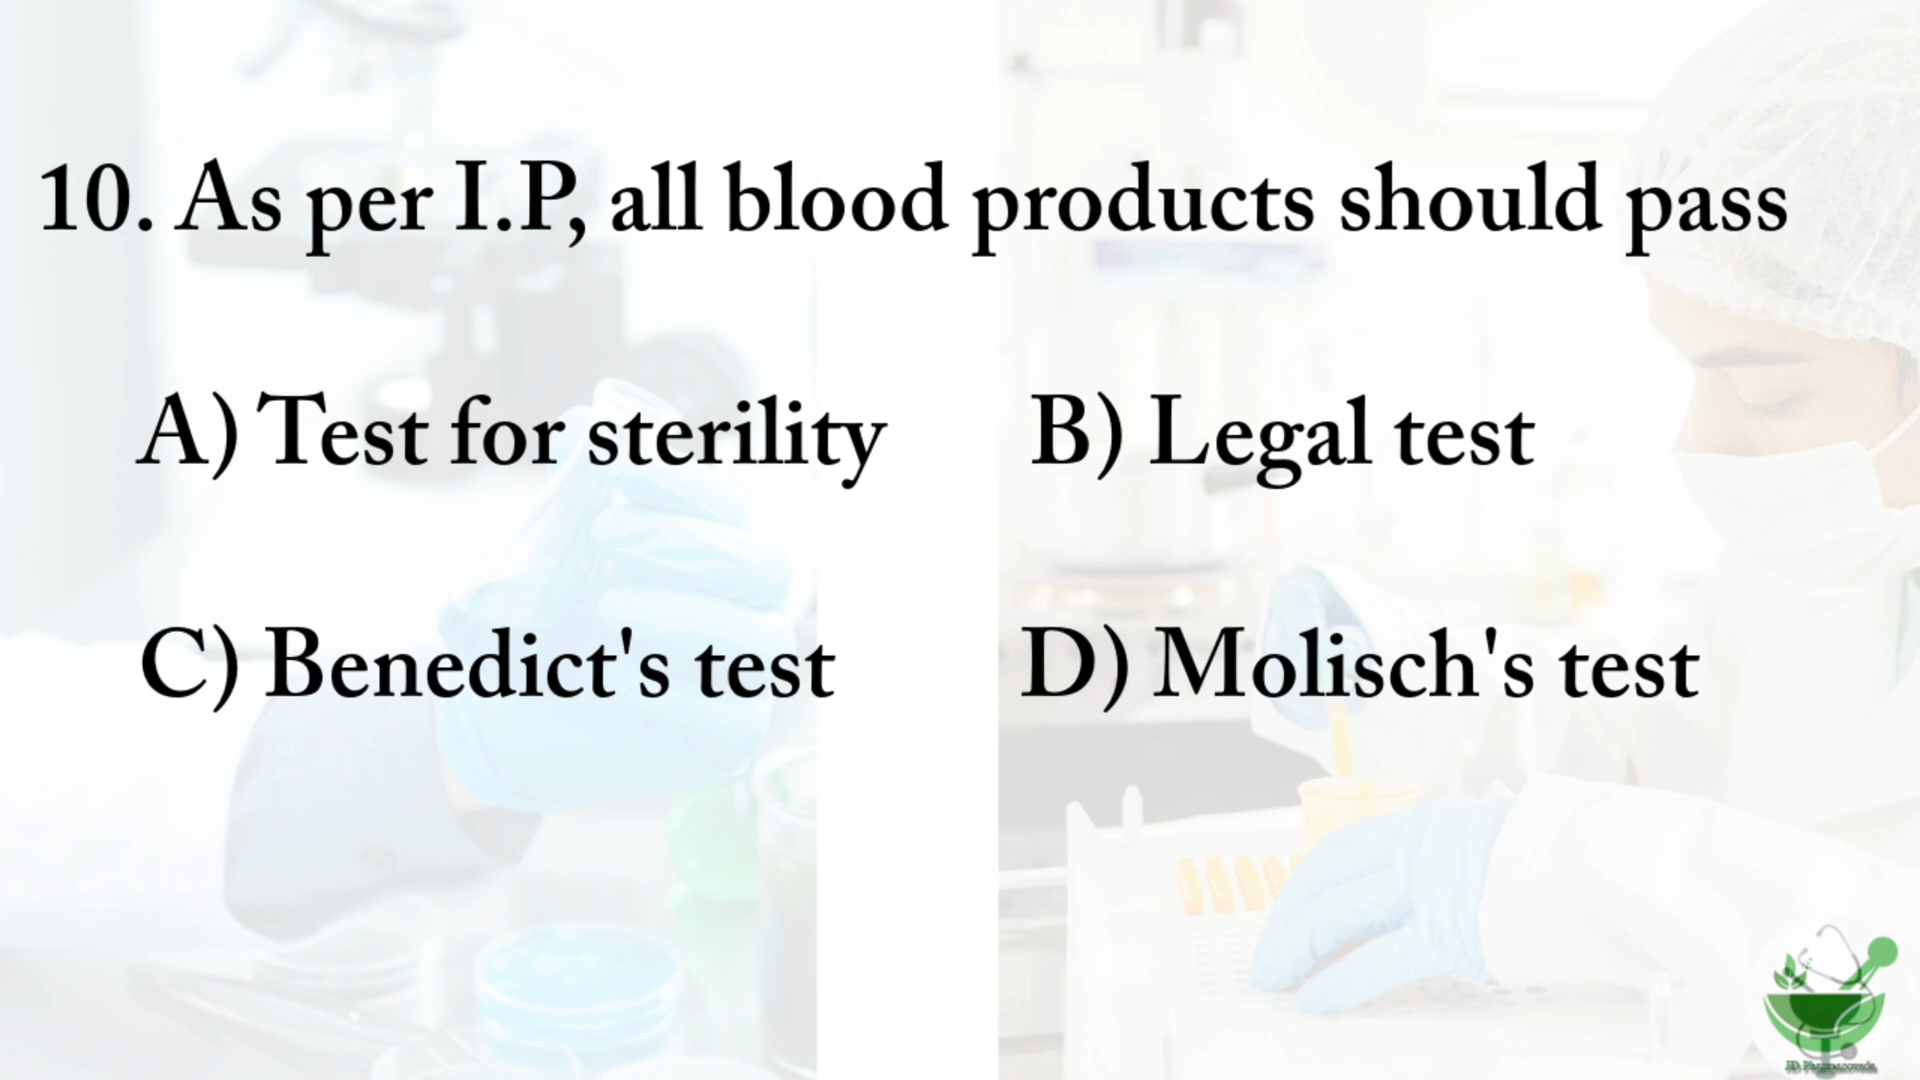 10. As per I.P, all blood products should pass
A) Test for sterility
B) Legal test
C) Benedict's test
D) Molisch's test